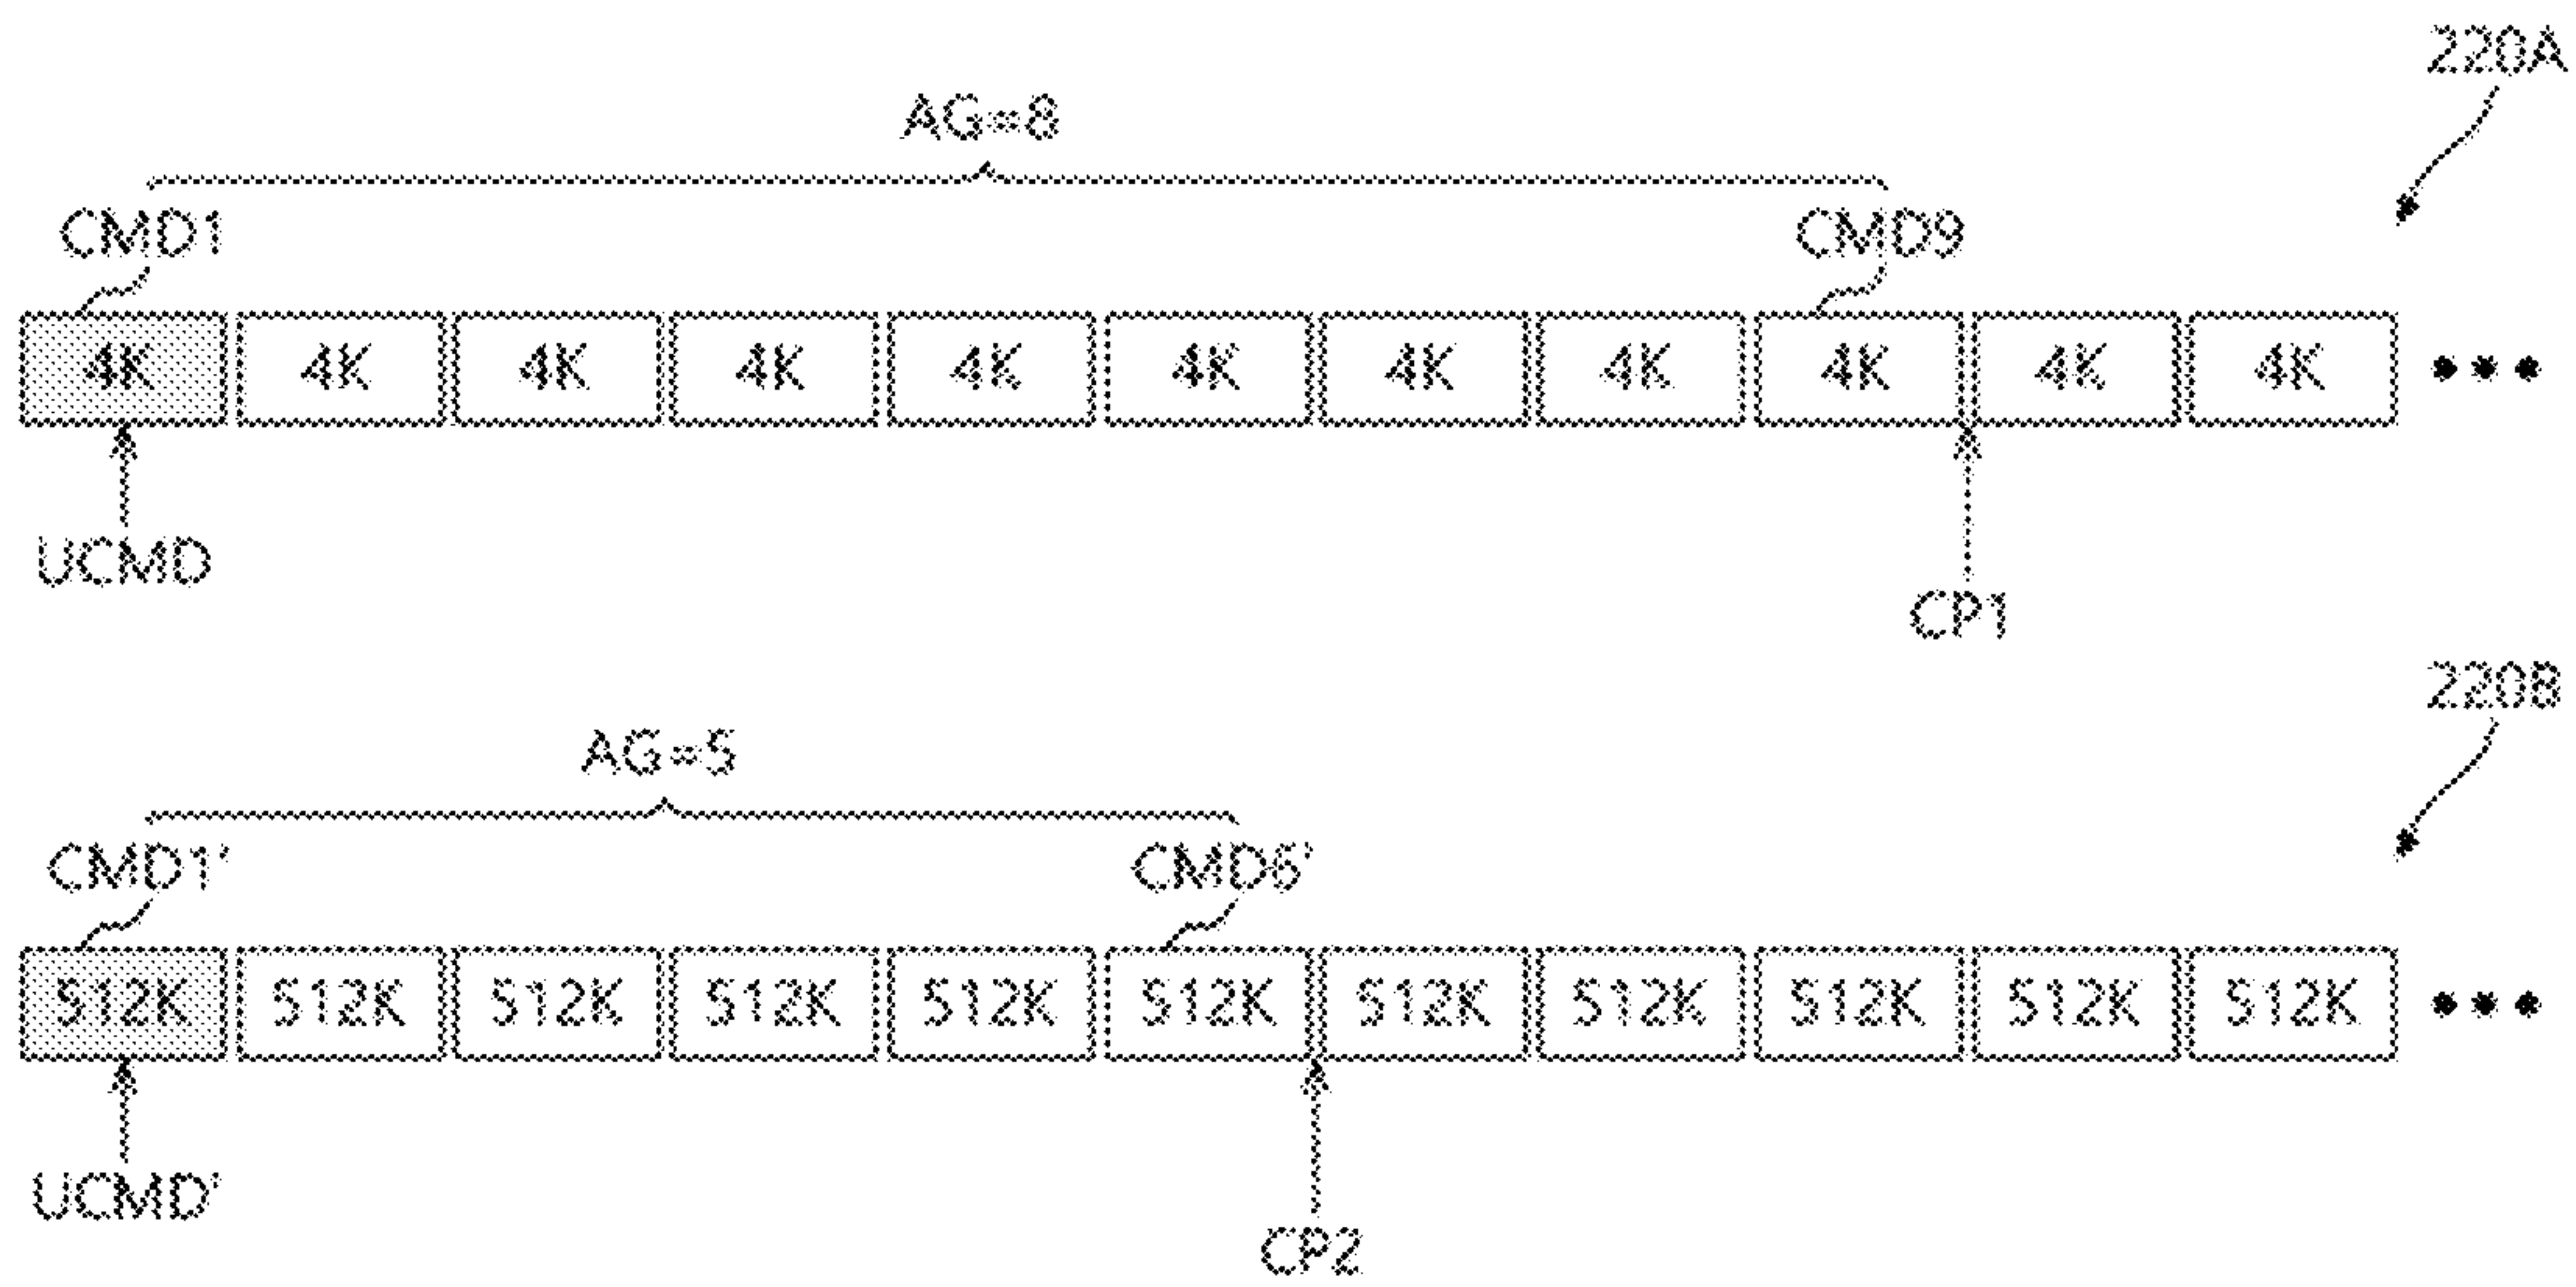 220A
AG=8
CMD1 CMD9
4K 4K 4K 4K 4K 4K 4K 4K 4K 4K 4K
UCMD
CP1
220B
AG=5
CMD1' CMD6'
512K 512K 512K 512K 512K 512K 512K 512K 512K 512K 512K
UCMD'
CP2